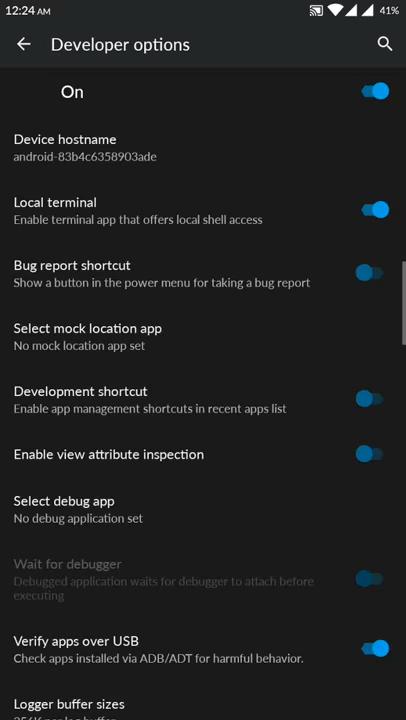 12:24 AM
41%
Developer options
On
Device hostname
android-83b4c6358903ade
Local terminal
Enable terminal app that offers local shell access
Bug report shortcut
Show a button in the power menu for taking a bug report
Select mock location app
No mock location app set
Development shortcut
Enable app management shortcuts in recent apps list
Enable view attribute inspection
Select debug app
No debug application set
Wait for debugger
Debugged application waits for debugger to attach before
executing
Verify apps over USB
Check apps installed via ADB/ADT for harmful behavior.
Logger buffer sizes
256K per log buffer